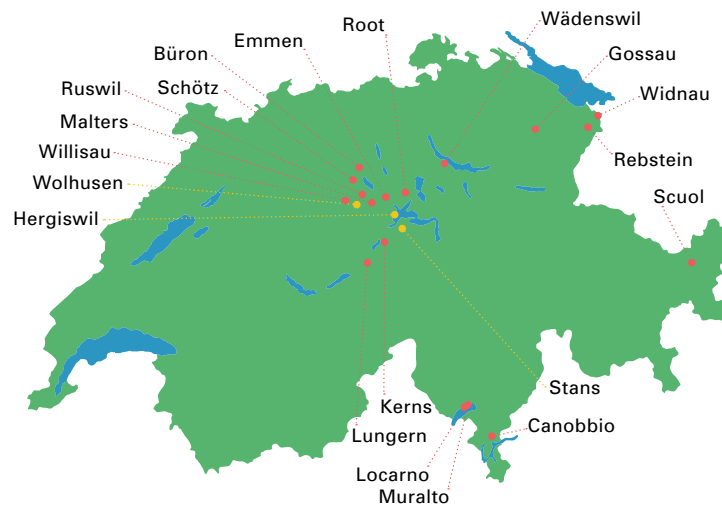 Wädenswil
Root
Gossau
Emmen
Büron
Schötz
Ruswil
Widnau
Malters
Willisau
Rebstein
Wolhusen
Scuol
Hergiswil
Stans
Kerns
Canobbio
Lungern
Locarno
Muralto